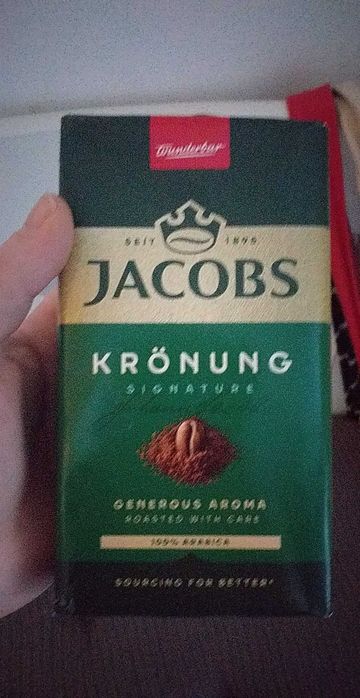 Wunderbar
SEIT 1895
JACOBS
KRÖNUNG
SIGNATURE
GENEROUS AROMA
ROASTED WITH CARE
100% ARABICA
SOURCING FOR BETTER*